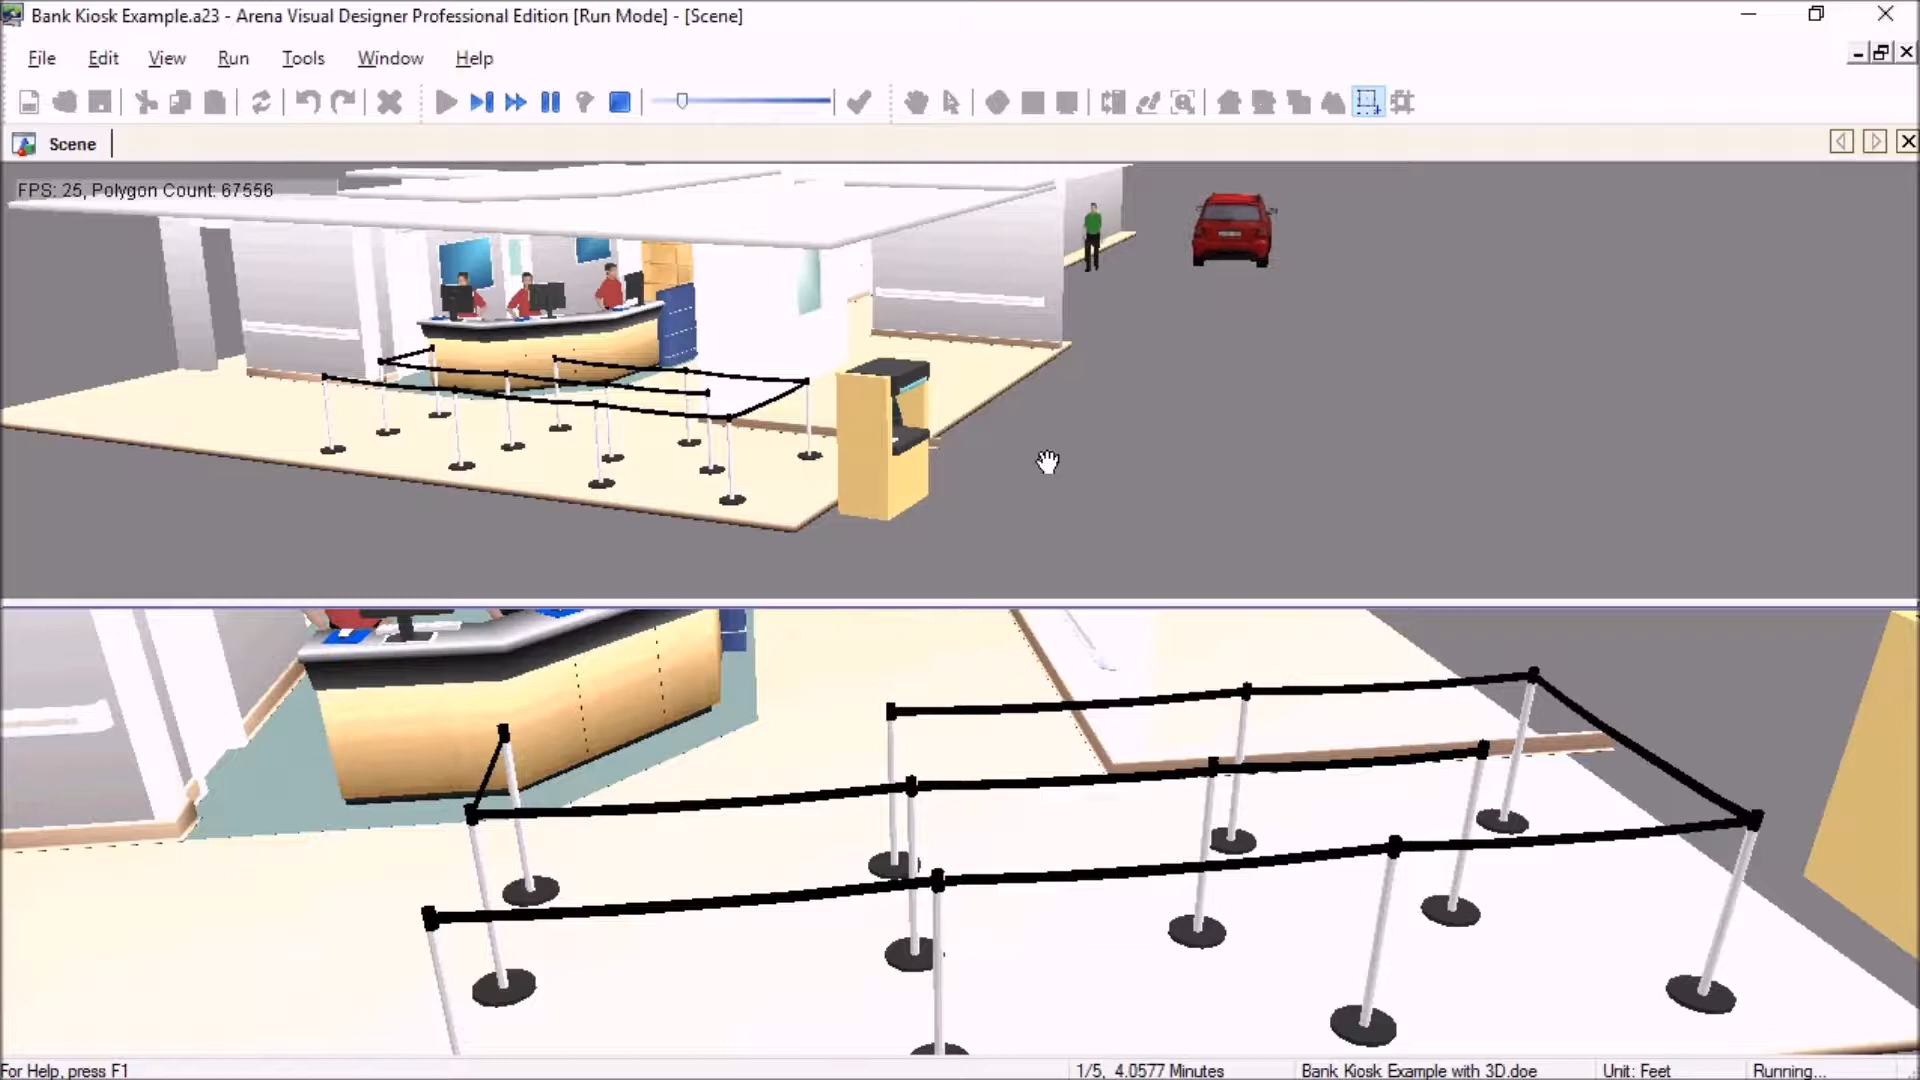 Bank Kiosk Example.a23 - Arena Visual Designer Professional Edition [Run Mode] - [Scene]
File Edit View Run Tools Window Help
Scene
FPS: 25, Polygon Count: 67556
For Help, press F1 1/5, 4.0577 Minutes Bank Kiosk Example with 3D.doe Unit: Feet Running...